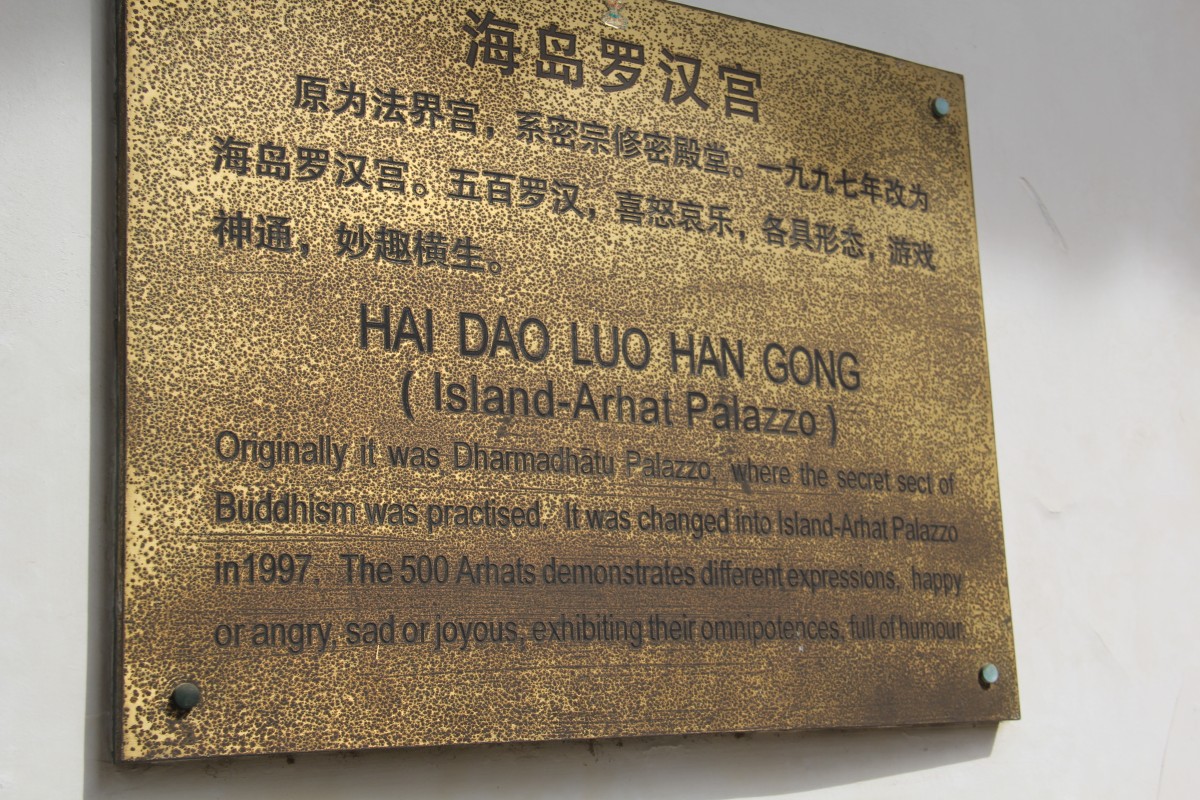 海岛罗汉宫
原为法界宫，系密宗修密殿堂。一九九七年改为
海岛罗汉宫。五百罗汉，喜怒哀乐，各具形态，游戏
神通，妙趣横生。
HAI DAO LUO HAN GONG
( Island-Arhat Palazzo )
Originally it was Dharmadhatu Palazzo, where the secret sect of
Buddhism was practised. It was changed into Island-Arhat Palazzo
in1997. The 500 Arhats demonstrates different expressions, happy
or angry, sad or joyous, exhibiting their omnipotences, full of humour.